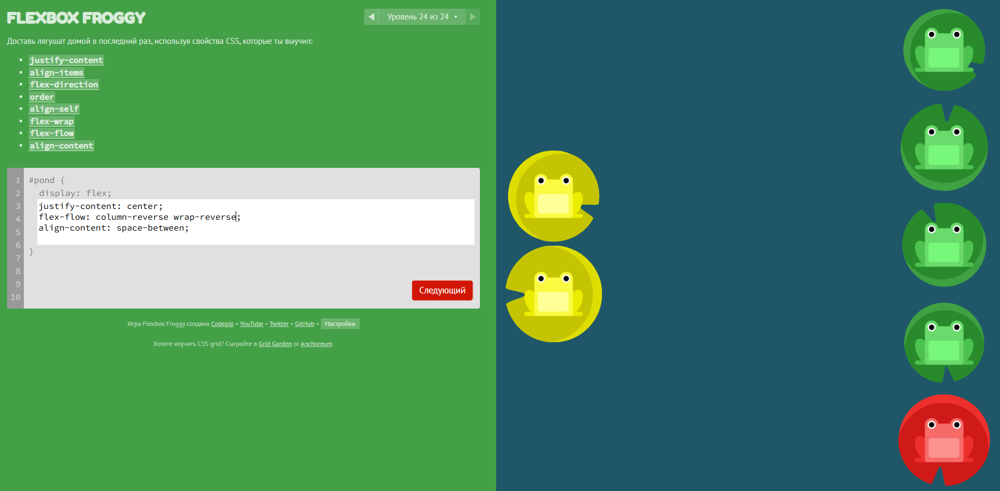 FLEXBOX FROGGY
Уровень 24 из 24
Доставь лягушат домой в последний раз, используя свойства CSS, которые ты выучил:
justify-content
align-items
flex-direction
order
align-self
flex-wrap
flex-flow
align-content
1 #pond {
2 display: flex;
3 justify-content: center;
4 flex-flow: column-reverse wrap-reverse;
5 align-content: space-between;
6 }
7
8
9
10
Следующий
Игра Flexbox Froggy создана Codepip • YouTube • Twitter • GitHub • Настройки
Хотите изучить CSS grid? Сыграйте в Grid Garden or Anchoreum.